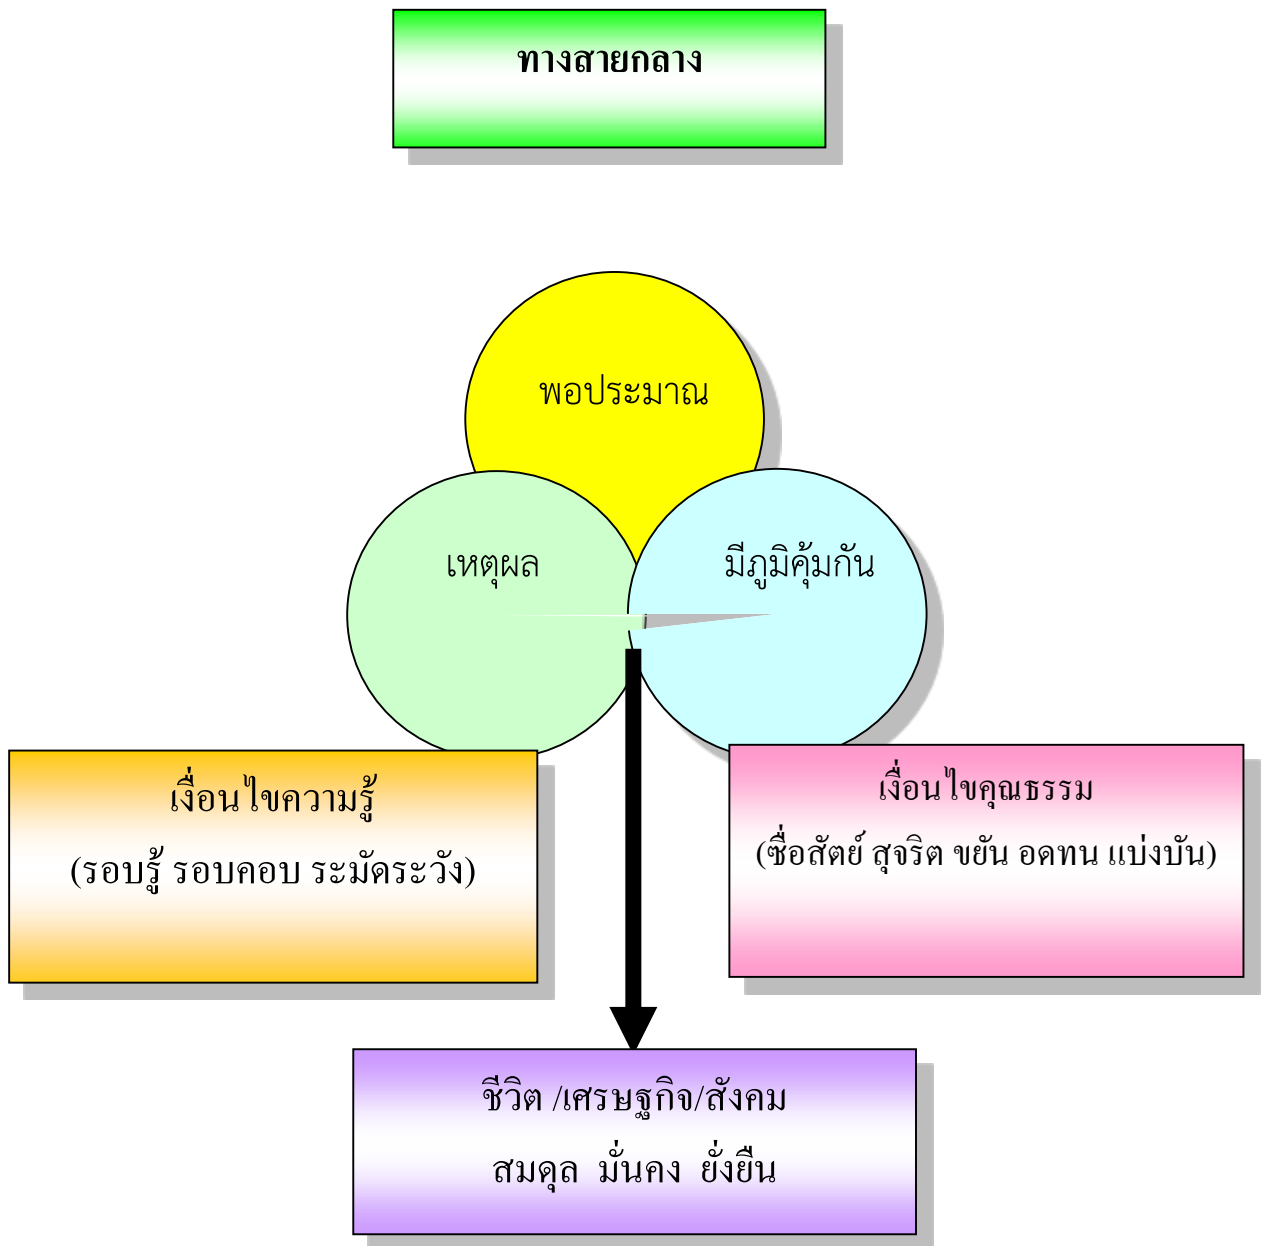 ทางสายกลาง
พอประมาณ
เหตุผล
มีภูมิคุ้มกัน
เงื่อนไขความรู้
(รอบรู้ รอบคอบ ระมัดระวัง)
เงื่อนไขคุณธรรม
(ซื่อสัตย์ สุจริต ขยัน อดทน แบ่งบัน)
ชีวิต /เศรษฐกิจ/สังคม
สมดุล มั่นคง ยั่งยืน